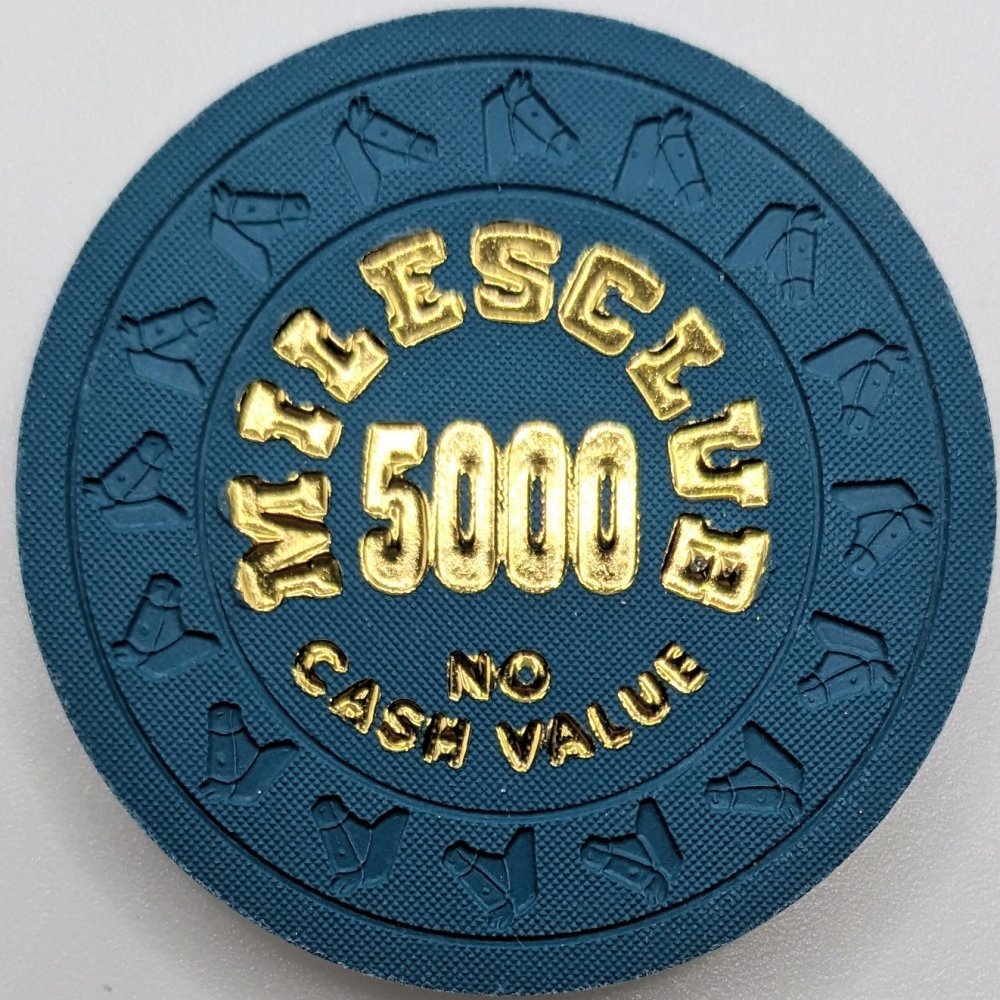 MILESCLUB
5000
NO
CASH VALUE